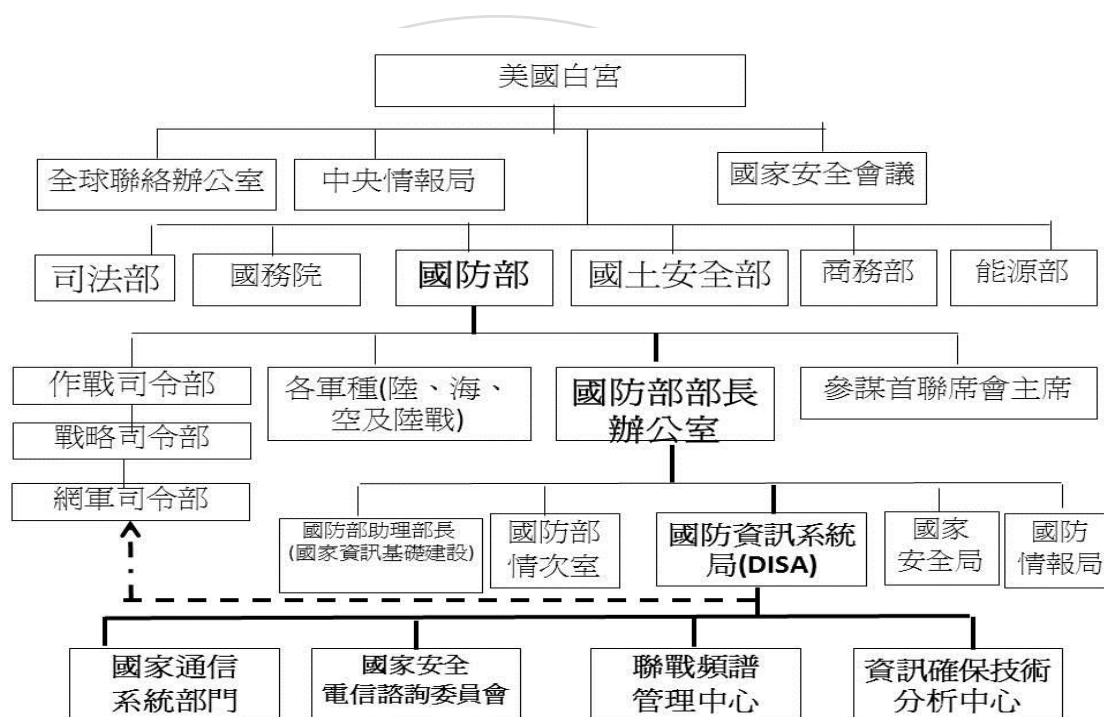 美國白宮
全球聯絡辦公室
中央情報局
國家安全會議
司法部
國務院
國防部
國土安全部
商務部
能源部
作戰司令部
各軍種(陸、海、
空及陸戰)
國防部部長
辦公室
參謀首聯席會主席
戰略司令部
網軍司令部
國防部助理部長
(國家資訊基礎建設)
國防部
情次室
國防資訊系統
局(DISA)
國家
安全局
國防
情報局
國家通信
系統部門
國家安全
電信諮詢委員會
聯戰頻譜
管理中心
資訊確保技術
分析中心